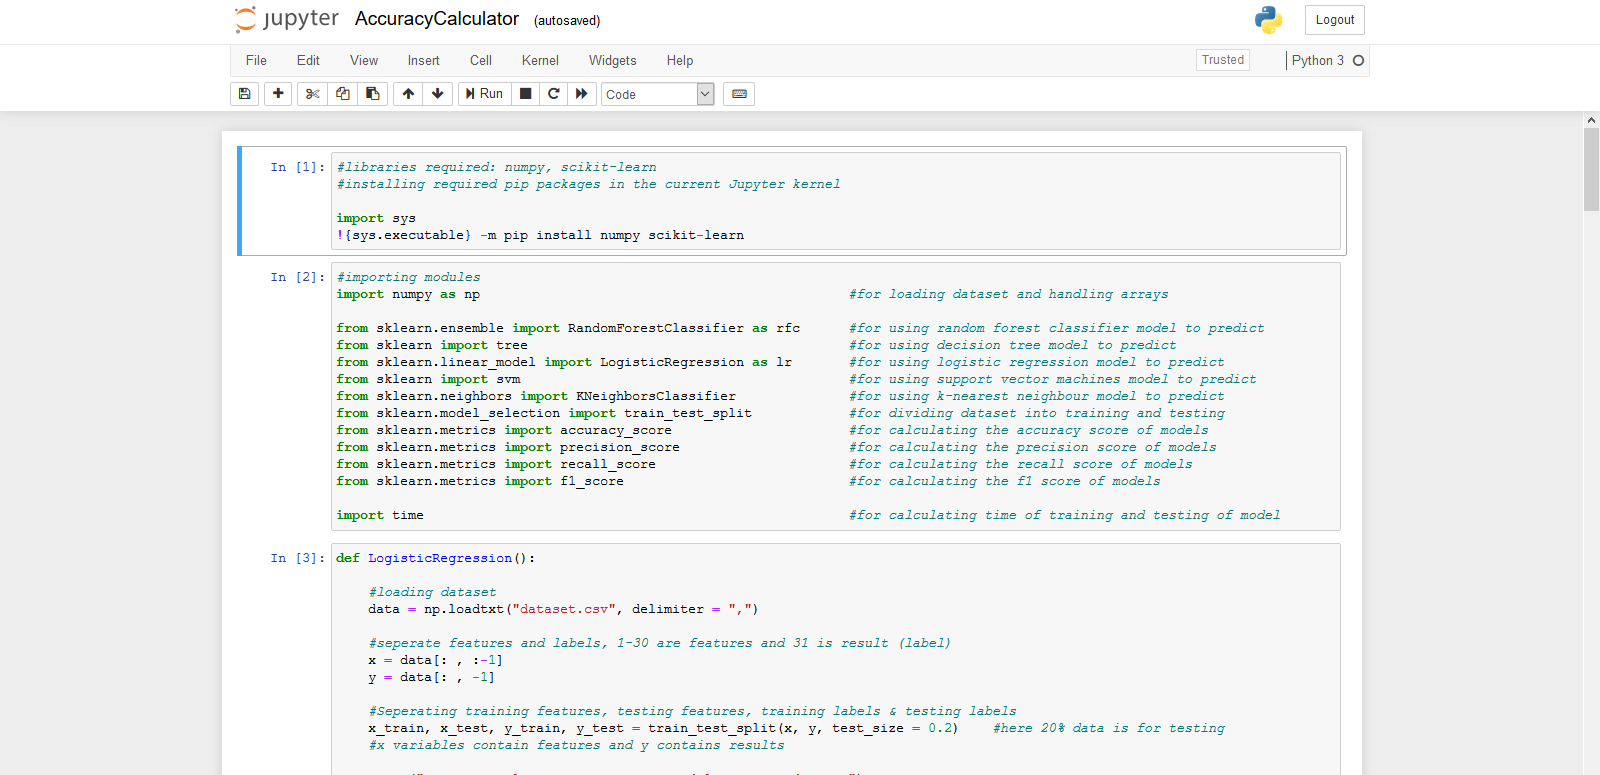 jupyter AccuracyCalculator (autosaved) Logout
File Edit View Insert Cell Kernel Widgets Help Trusted Python 3
Run Code
In [1]: #libraries required: numpy, scikit-learn
#installing required pip packages in the current Jupyter kernel
import sys
!{sys.executable} -m pip install numpy scikit-learn
In [2]: #importing modules
import numpy as np #for loading dataset and handling arrays
from sklearn.ensemble import RandomForestClassifier as rfc #for using random forest classifier model to predict
from sklearn import tree #for using decision tree model to predict
from sklearn.linear_model import LogisticRegression as lr #for using logistic regression model to predict
from sklearn import svm #for using support vector machines model to predict
from sklearn.neighbors import KNeighborsClassifier #for using k-nearest neighbour model to predict
from sklearn.model_selection import train_test_split #for dividing dataset into training and testing
from sklearn.metrics import accuracy_score #for calculating the accuracy score of models
from sklearn.metrics import precision_score #for calculating the precision score of models
from sklearn.metrics import recall_score #for calculating the recall score of models
from sklearn.metrics import f1_score #for calculating the f1 score of models
import time #for calculating time of training and testing of model
In [3]: def LogisticRegression():
#loading dataset
data = np.loadtxt("dataset.csv", delimiter = ",")
#seperate features and labels, 1-30 are features and 31 is result (label)
x = data[: , :-1]
y = data[: , -1]
#Seperating training features, testing features, training labels & testing labels
x_train, x_test, y_train, y_test = train_test_split(x, y, test_size = 0.2) #here 20% data is for testing
#x variables contain features and y contains results